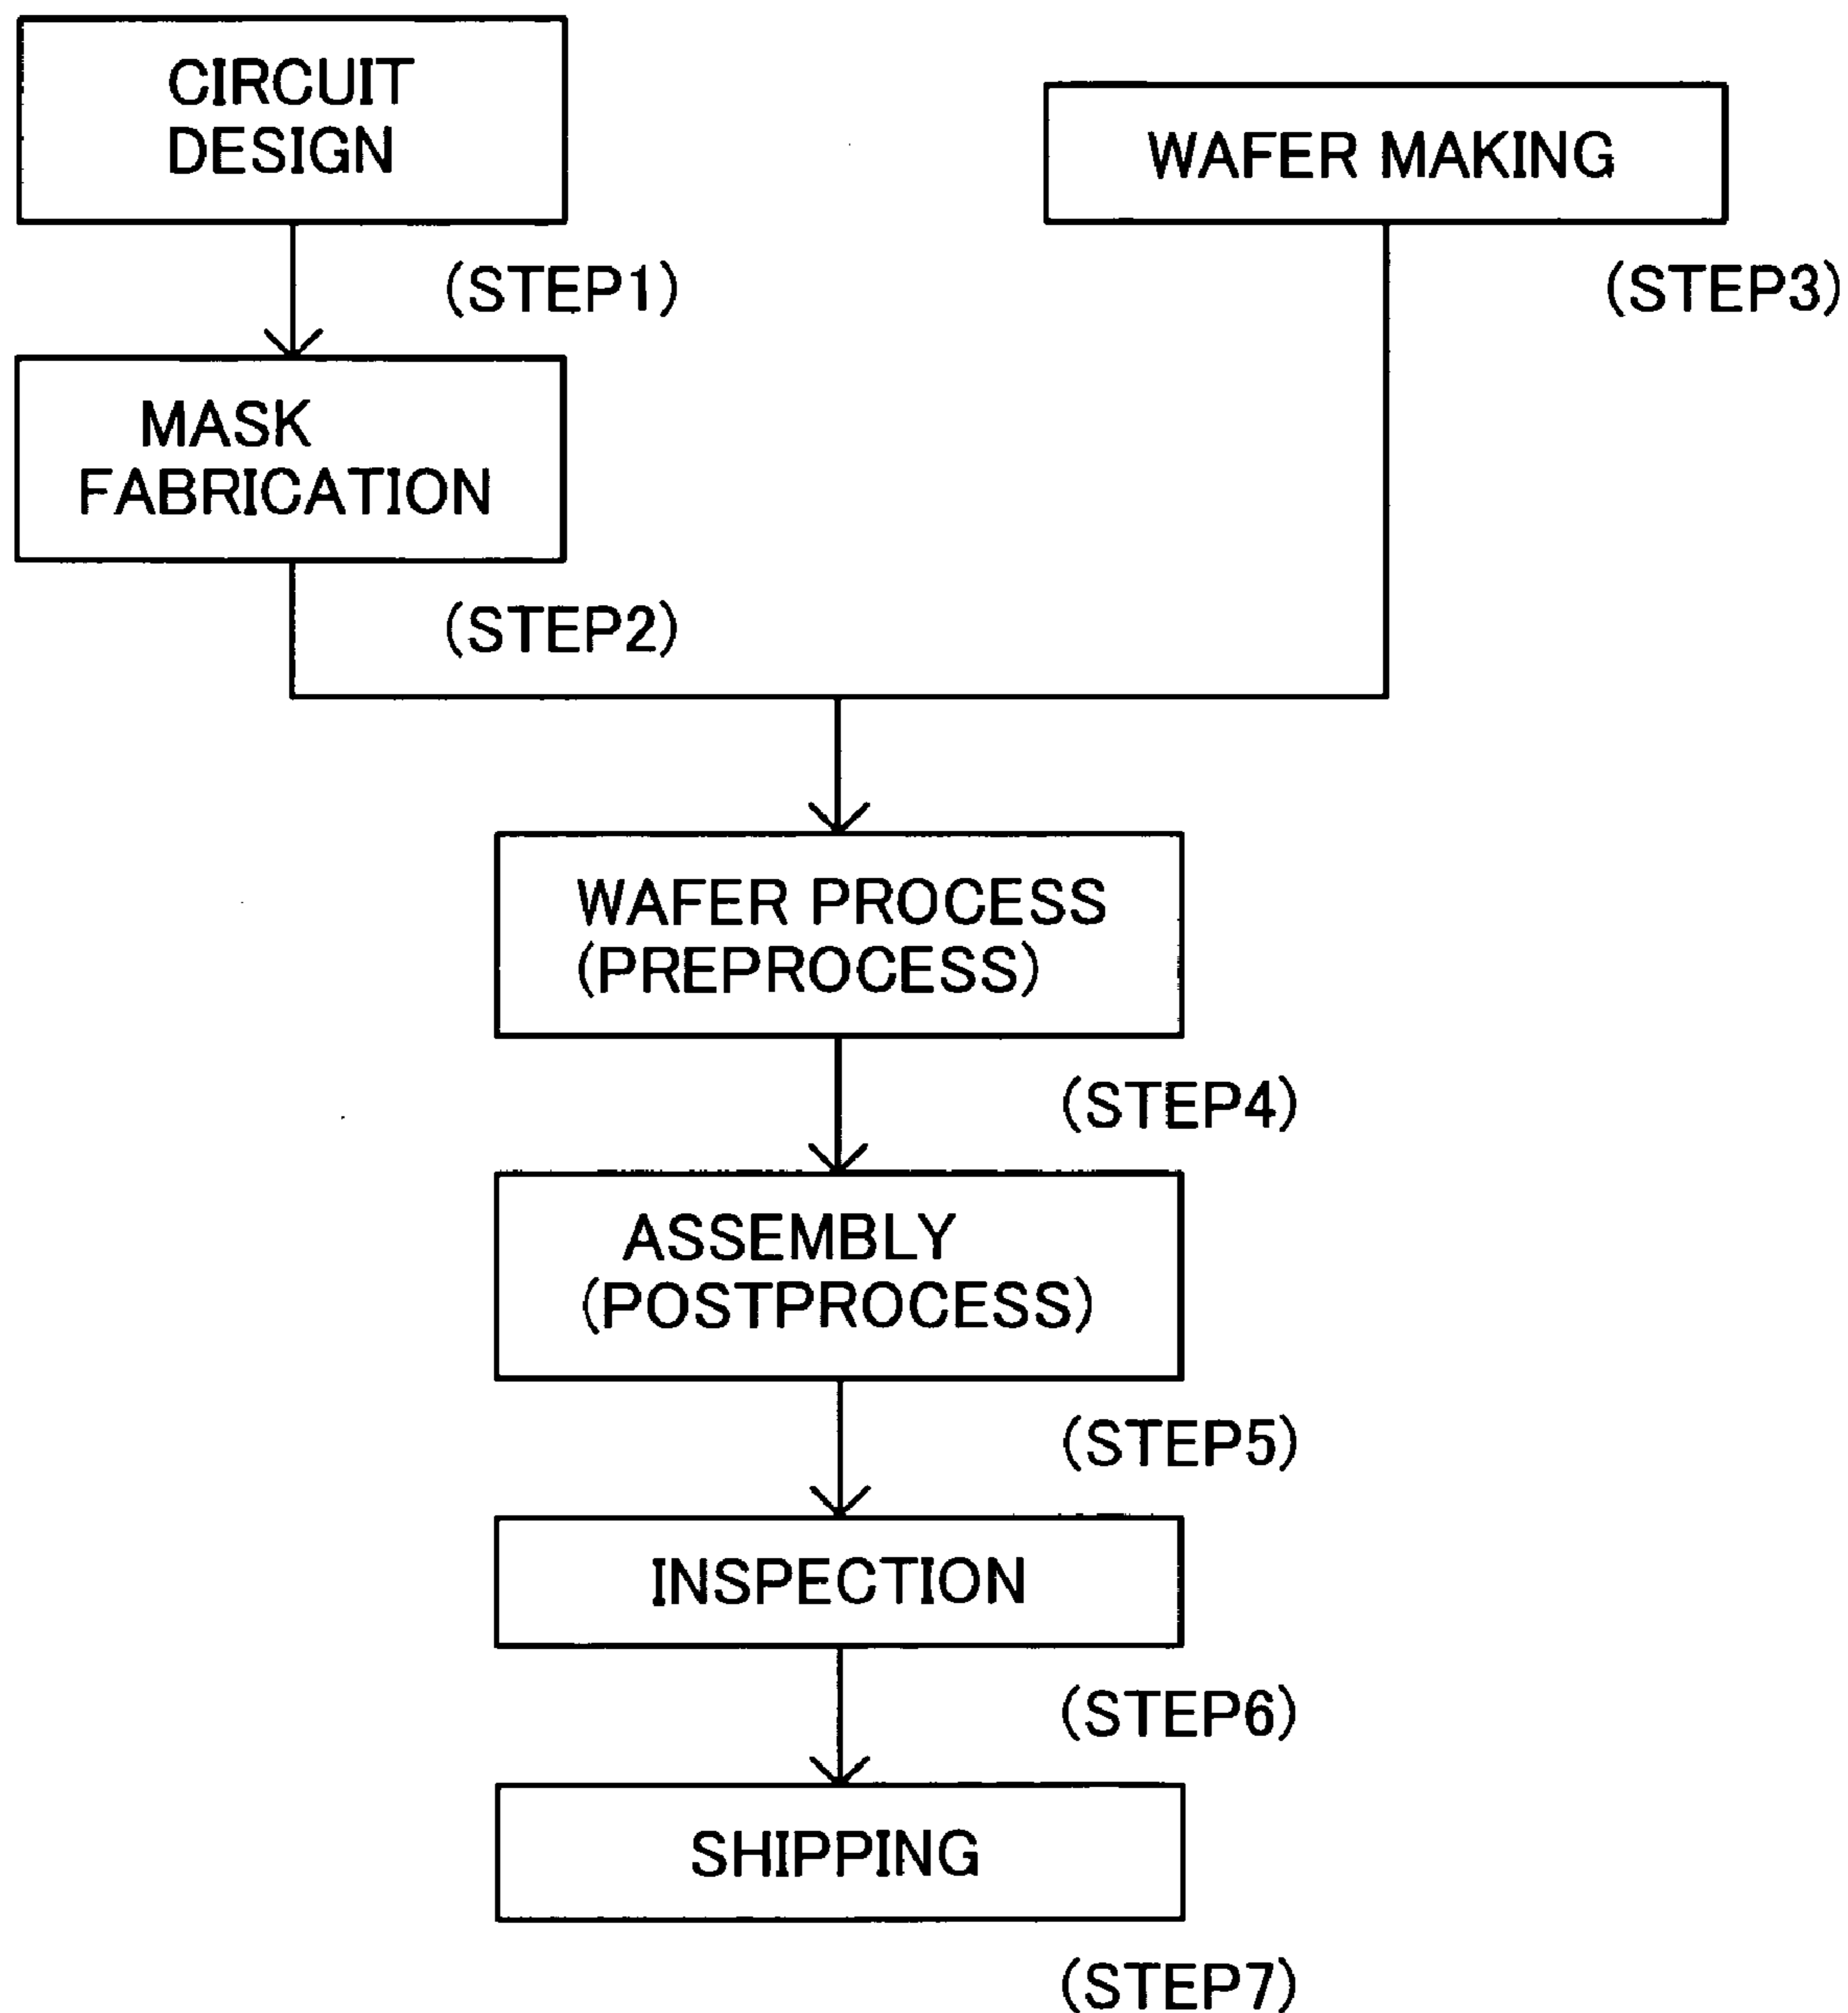 CIRCUIT
DESIGN
(STEP1)
MASK
FABRICATION
(STEP2)
WAFER MAKING
(STEP3)
WAFER PROCESS
(PREPROCESS)
(STEP4)
ASSEMBLY
(POSTPROCESS)
(STEP5)
INSPECTION
(STEP6)
SHIPPING
(STEP7)